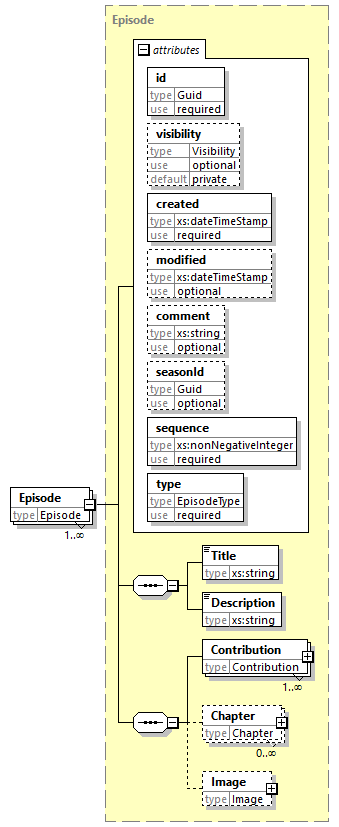 Episode
attributes
id
type Guid
use required
visibility
type Visibility
use optional
default private
created
type xs:dateTimeStamp
use required
modified
type xs:dateTimeStamp
use optional
comment
type xs:string
use optional
seasonId
type Guid
use optional
sequence
type xs:nonNegativeInteger
use required
type
type EpisodeType
use required
Episode
type Episode
1..∞
Title
type xs:string
Description
type xs:string
Contribution
type Contribution
1..∞
Chapter
type Chapter
0..∞
Image
type Image